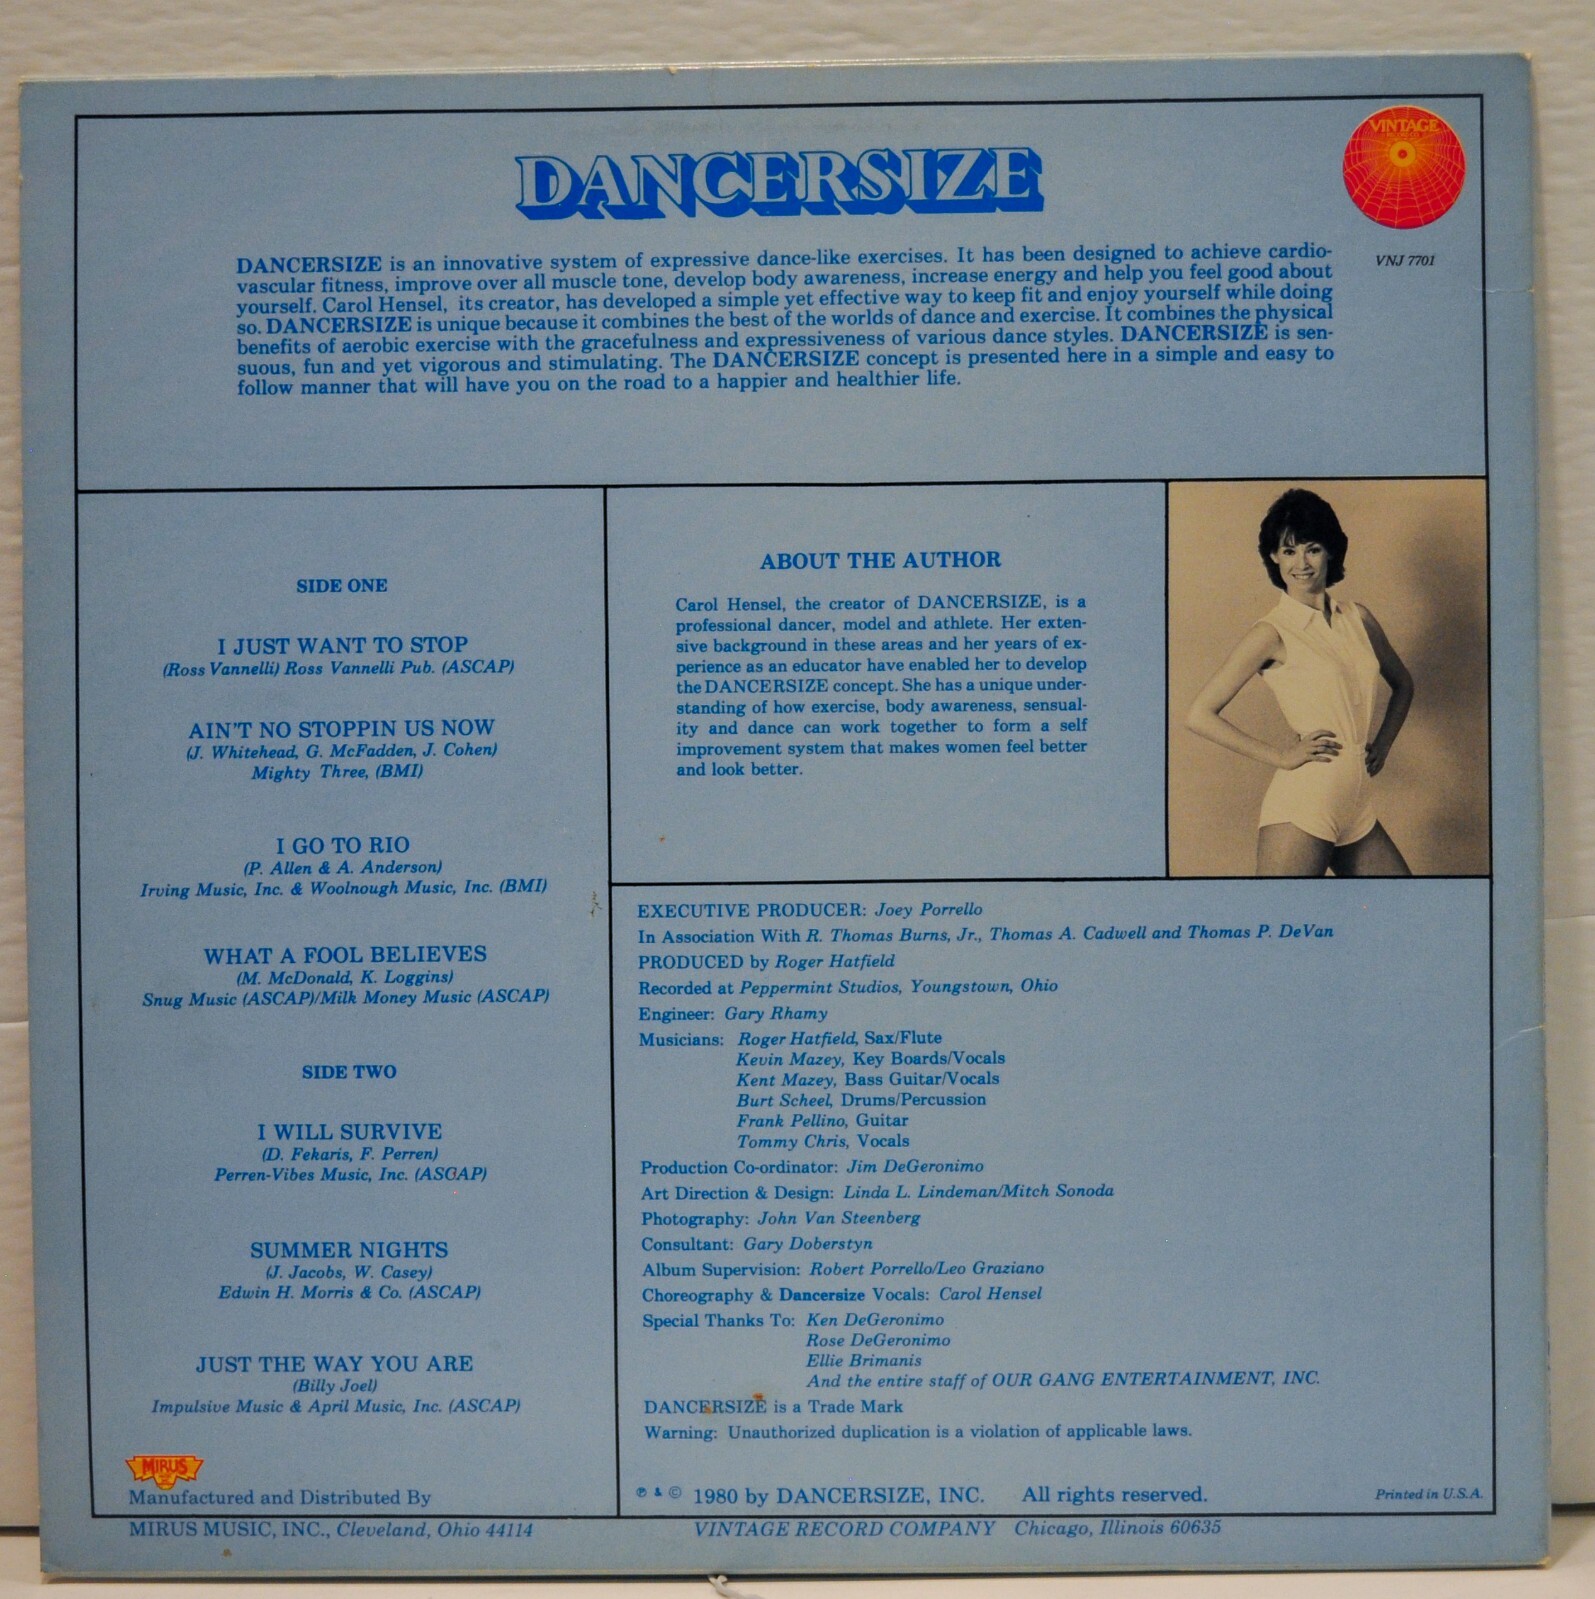 DANCERSIZE
VINTAGE
VNJ 7701
DANCERSIZE is an innovative system of expressive dance-like exercises. It has been designed to achieve cardio-
vascular fitness, improve over all muscle tone, develop body awareness, increase energy and help you feel good about
yourself. Carol Hensel, its creator, has developed a simple yet effective way to keep fit and enjoy yourself while doing
so. DANCERSIZE is unique because it combines the best of the worlds of dance and exercise. It combines the physical
benefits of aerobic exercise with the gracefulness and expressiveness of various dance styles. DANCERSIZE is sen-
suous, fun and yet vigorous and stimulating. The DANCERSIZE concept is presented here in a simple and easy to
follow manner that will have you on the road to a happier and healthier life.
SIDE ONE
I JUST WANT TO STOP
(Ross Vannelli) Ross Vannelli Pub. (ASCAP)
AIN'T NO STOPPIN US NOW
(J. Whitehead, G. McFadden, J. Cohen)
Mighty Three, (BMI)
I GO TO RIO
(P. Allen & A. Anderson)
Irving Music, Inc. & Woolnough Music, Inc. (BMI)
WHAT A FOOL BELIEVES
(M. McDonald, K. Loggins)
Snug Music (ASCAP)/Milk Money Music (ASCAP)
SIDE TWO
I WILL SURVIVE
(D. Fekaris, F. Perren)
Perren-Vibes Music, Inc. (ASCAP)
SUMMER NIGHTS
(J. Jacobs, W. Casey)
Edwin H. Morris & Co. (ASCAP)
JUST THE WAY YOU ARE
(Billy Joel)
Impulsive Music & April Music, Inc. (ASCAP)
MIRUS
Manufactured and Distributed By
MIRUS MUSIC, INC., Cleveland, Ohio 44114
ABOUT THE AUTHOR
Carol Hensel, the creator of DANCERSIZE, is a
professional dancer, model and athlete. Her exten-
sive background in these areas and her years of ex-
perience as an educator have enabled her to develop
the DANCERSIZE concept. She has a unique under-
standing of how exercise, body awareness, sensual-
ity and dance can work together to form a self
improvement system that makes women feel better
and look better.
EXECUTIVE PRODUCER: Joey Porrello
In Association With R. Thomas Burns, Jr., Thomas A. Cadwell and Thomas P. DeVan
PRODUCED by Roger Hatfield
Recorded at Peppermint Studios, Youngstown, Ohio
Engineer: Gary Rhamy
Musicians: Roger Hatfield, Sax/Flute
Kevin Mazey, Key Boards/Vocals
Kent Mazey, Bass Guitar/Vocals
Burt Scheel, Drums/Percussion
Frank Pellino, Guitar
Tommy Chris, Vocals
Production Co-ordinator: Jim DeGeronimo
Art Direction & Design: Linda L. Lindeman/Mitch Sonoda
Photography: John Van Steenberg
Consultant: Gary Doberstyn
Album Supervision: Robert Porrello/Leo Graziano
Choreography & Dancersize Vocals: Carol Hensel
Special Thanks To: Ken DeGeronimo
Rose DeGeronimo
Ellie Brimanis
And the entire staff of OUR GANG ENTERTAINMENT, INC.
DANCERSIZE is a Trade Mark
Warning: Unauthorized duplication is a violation of applicable laws.
℗ & © 1980 by DANCERSIZE, INC. All rights reserved.
Printed in U.S.A.
VINTAGE RECORD COMPANY Chicago, Illinois 60635